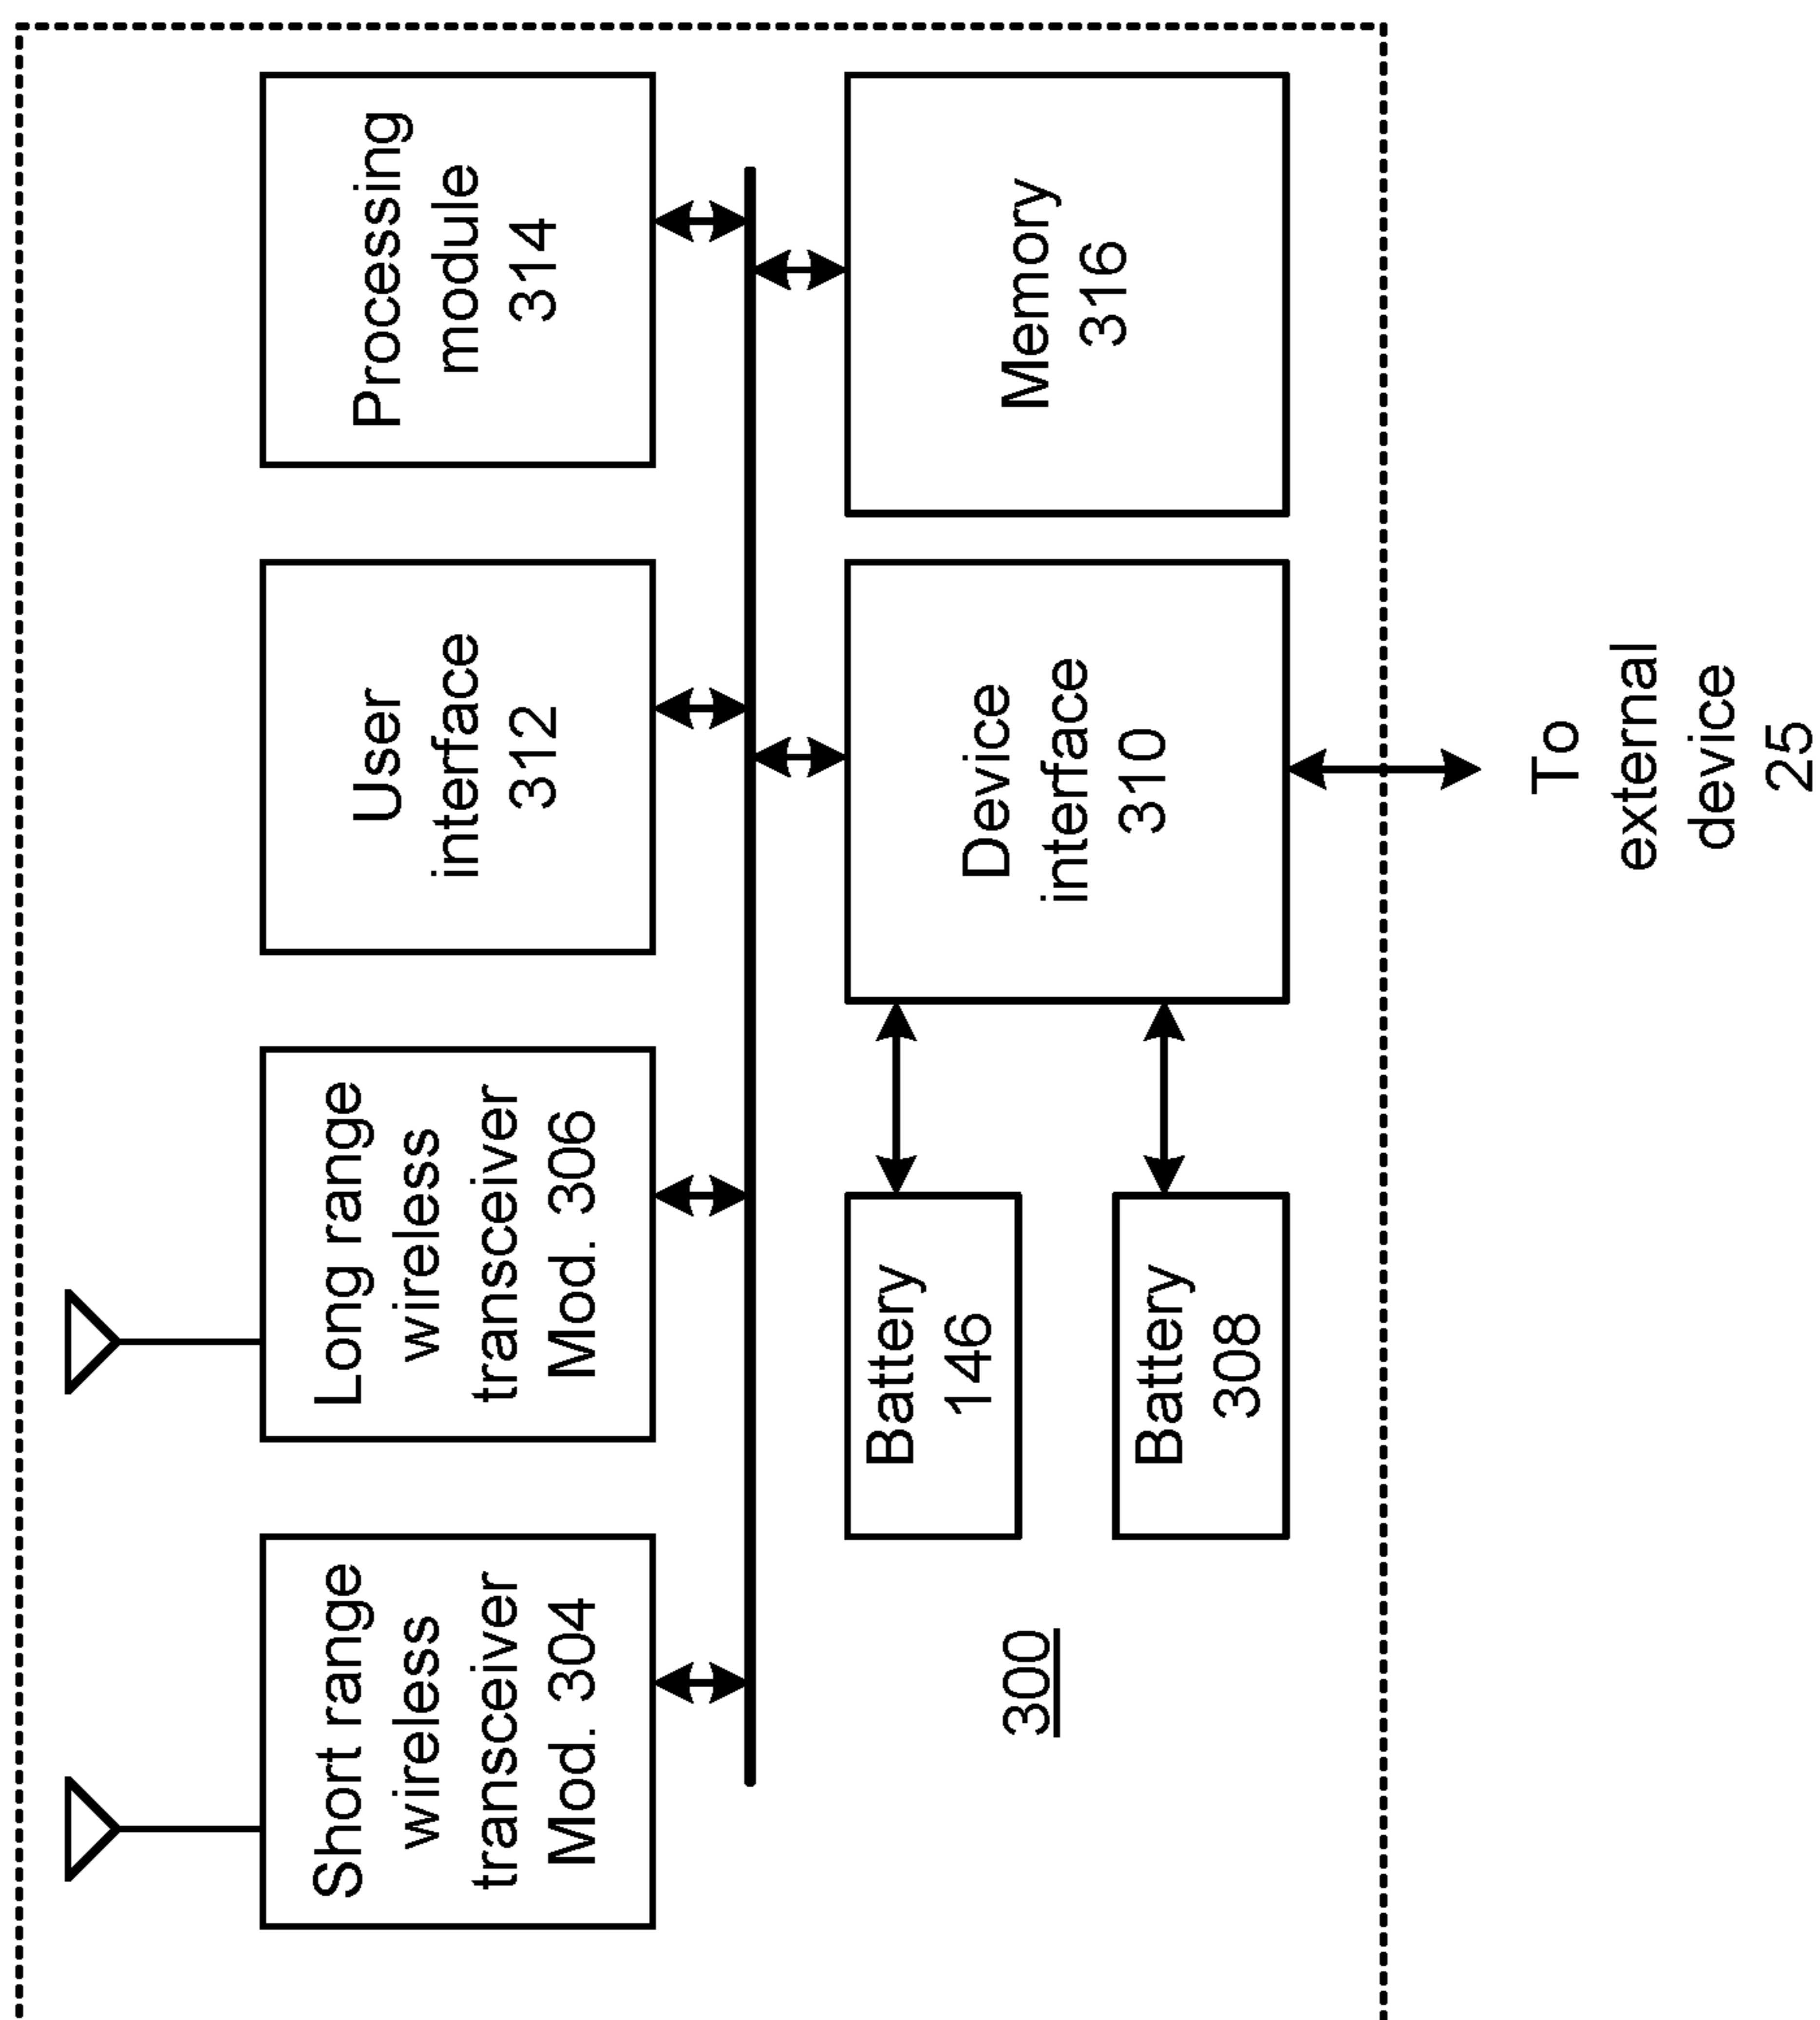 Short range
wireless
transceiver
Mod. 304
Long range
wireless
transceiver
Mod. 306
User
interface
312
Processing
module
314
300
Battery
146
Battery
308
Device
interface
310
Memory
316
To
external
device
25